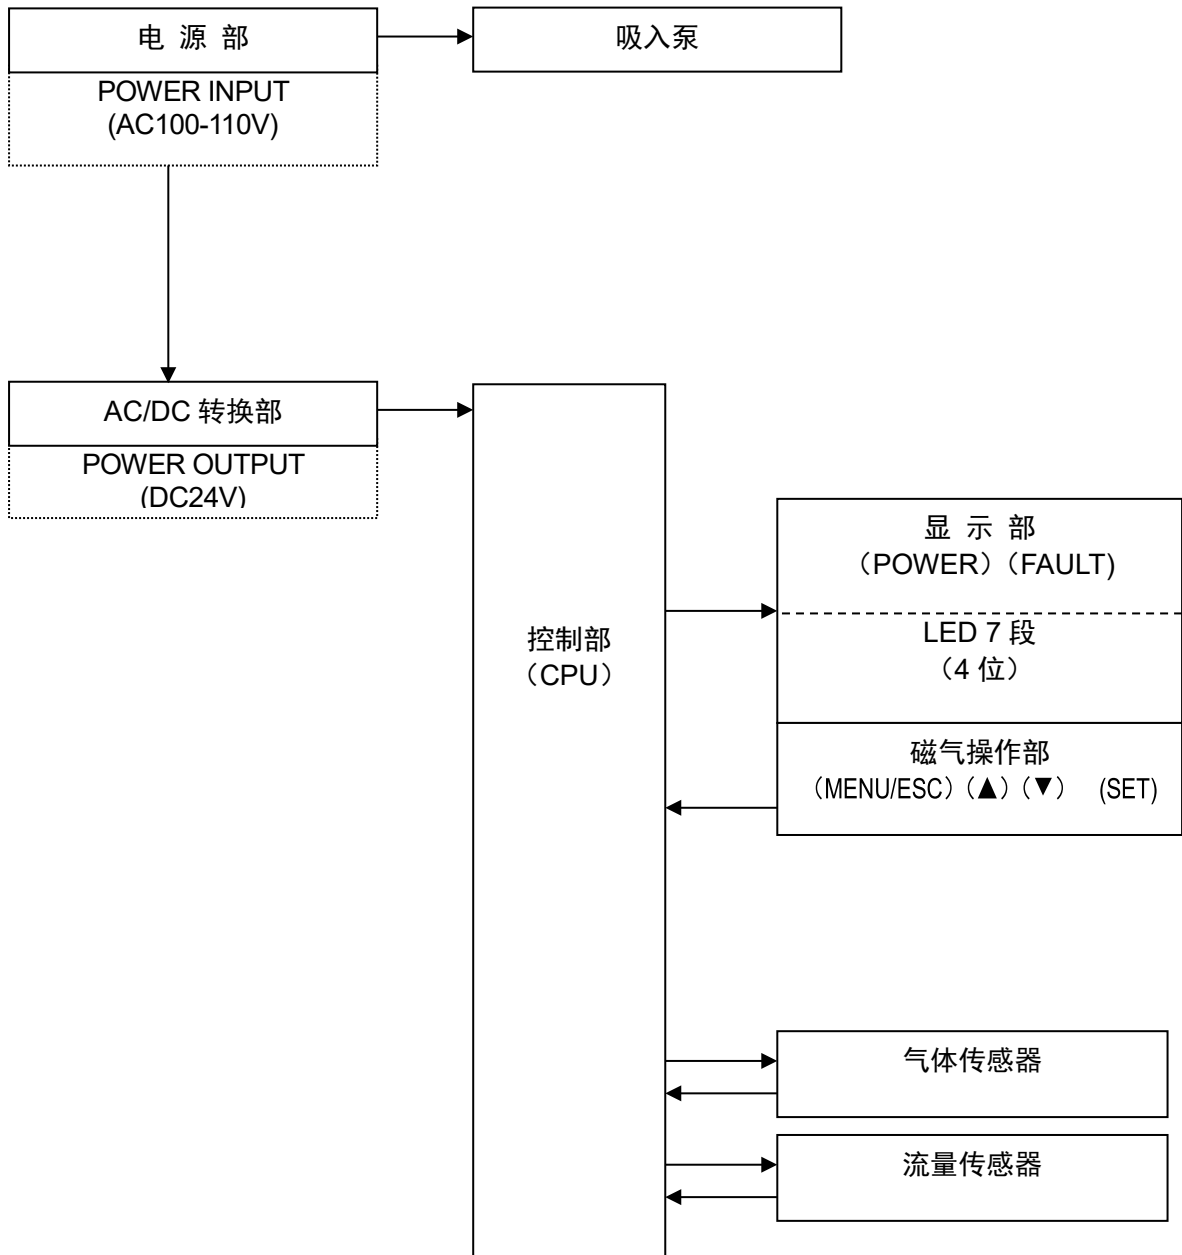 电 源 部
吸入泵
POWER INPUT
(AC100-110V)
AC/DC 转换部
POWER OUTPUT
(DC24V)
控制部
（CPU）
显 示 部
（POWER）（FAULT)
LED 7 段
（4 位）
磁气操作部
（MENU/ESC）（▲）（▼） (SET)
气体传感器
流量传感器